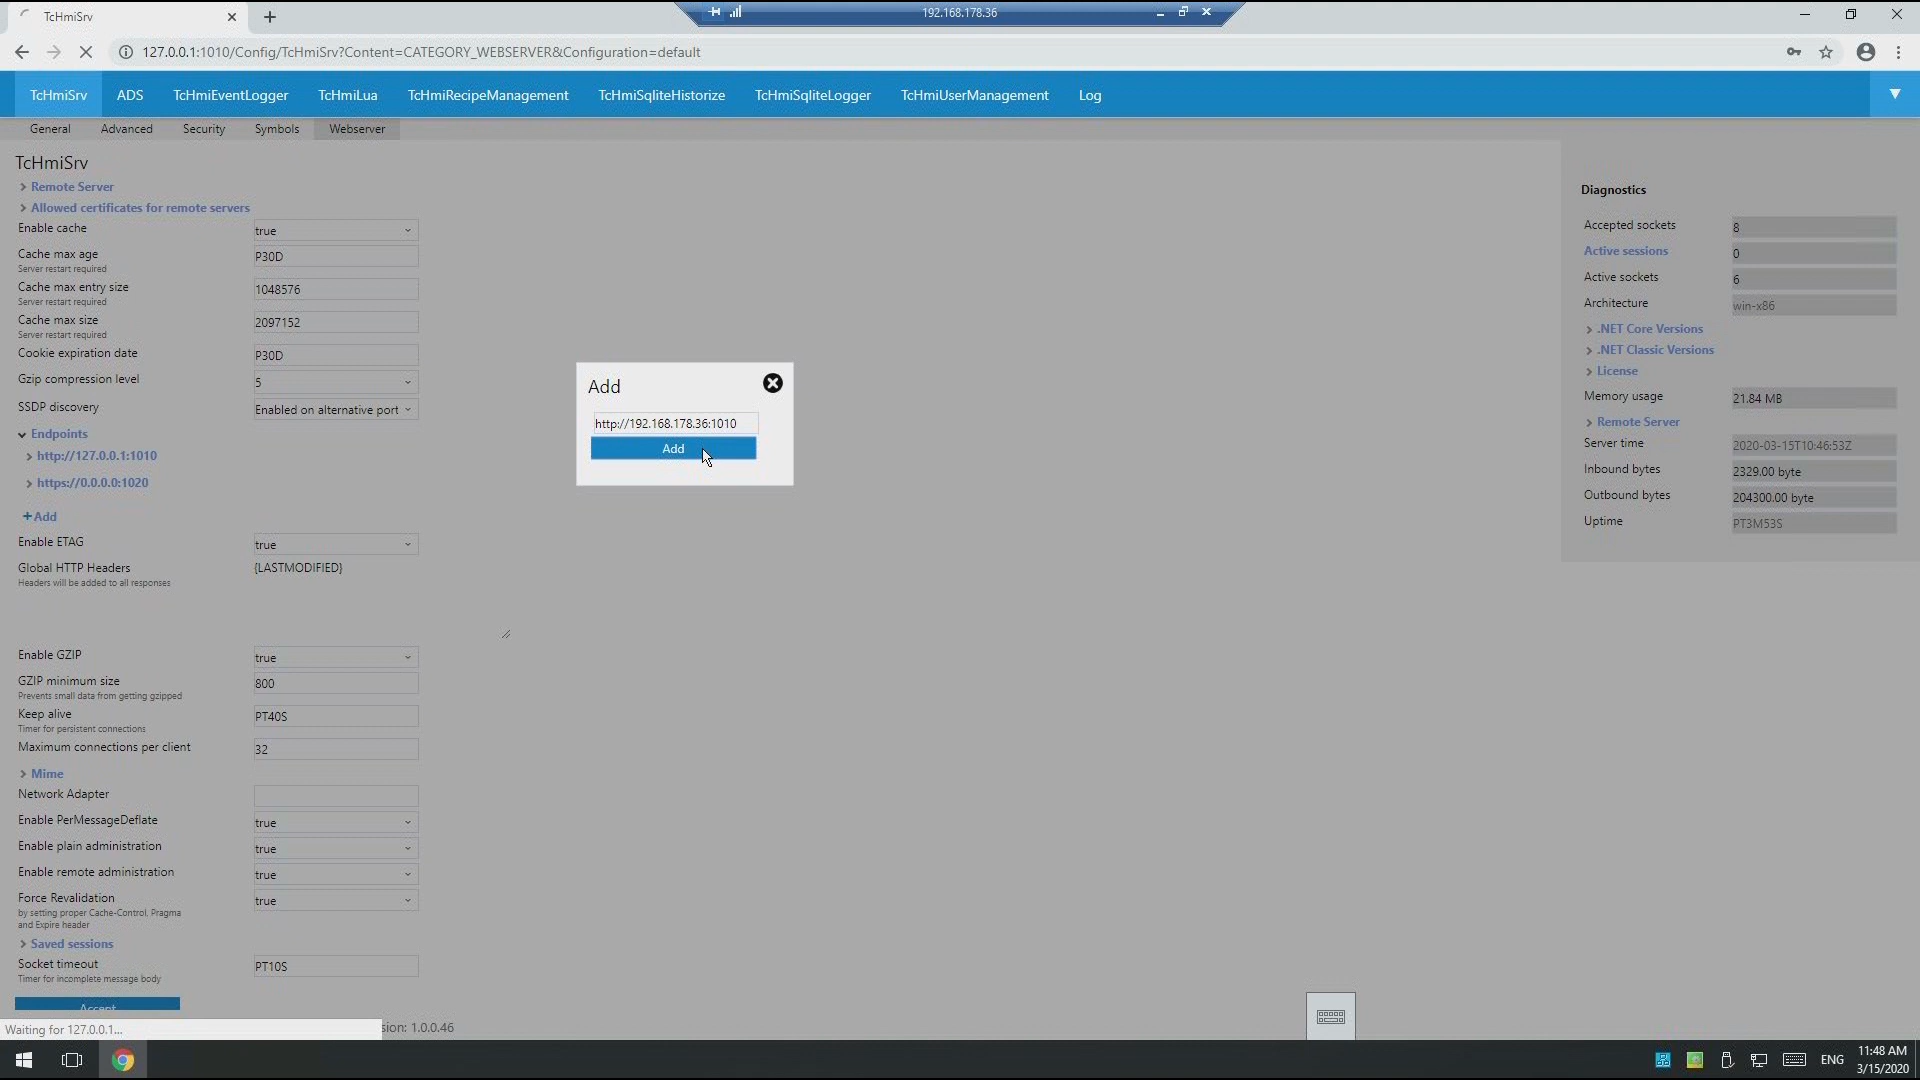 TcHmiSrv
192.168.178.36
127.0.0.1:1010/Config/TcHmiSrv?Content=CATEGORY_WEBSERVER&Configuration=default
TcHmiSrv ADS TcHmiEventLogger TcHmiLua TcHmiRecipeManagement TcHmiSqliteHistorize TcHmiSqliteLogger TcHmiUserManagement Log
General Advanced Security Symbols Webserver
TcHmiSrv
Remote Server
Allowed certificates for remote servers
Enable cache true
Cache max age P30D
Server restart required
Cache max entry size 1048576
Server restart required
Cache max size 2097152
Server restart required
Cookie expiration date P30D
Gzip compression level 5
SSDP discovery Enabled on alternative port
Endpoints
http://127.0.0.1:1010
https://0.0.0.0:1020
+Add
Enable ETAG true
Global HTTP Headers {LASTMODIFIED}
Headers will be added to all responses
Enable GZIP true
GZIP minimum size 800
Prevents small data from getting gzipped
Keep alive PT40S
Timer for persistent connections
Maximum connections per client 32
Mime
Network Adapter
Enable PerMessageDeflate true
Enable plain administration true
Enable remote administration true
Force Revalidation true
by setting proper Cache-Control, Pragma
and Expire header
Saved sessions
Socket timeout PT10S
Timer for incomplete message body
Accept
Waiting for 127.0.0.1...
sion: 1.0.0.46
Add
http://192.168.178.36:1010
Add
Diagnostics
Accepted sockets 8
Active sessions 0
Active sockets 6
Architecture win-x86
.NET Core Versions
.NET Classic Versions
License
Memory usage 21.84 MB
Remote Server
Server time 2020-03-15T10:46:53Z
Inbound bytes 2329.00 byte
Outbound bytes 204300.00 byte
Uptime PT3M53S
ENG
11:48 AM
3/15/2020